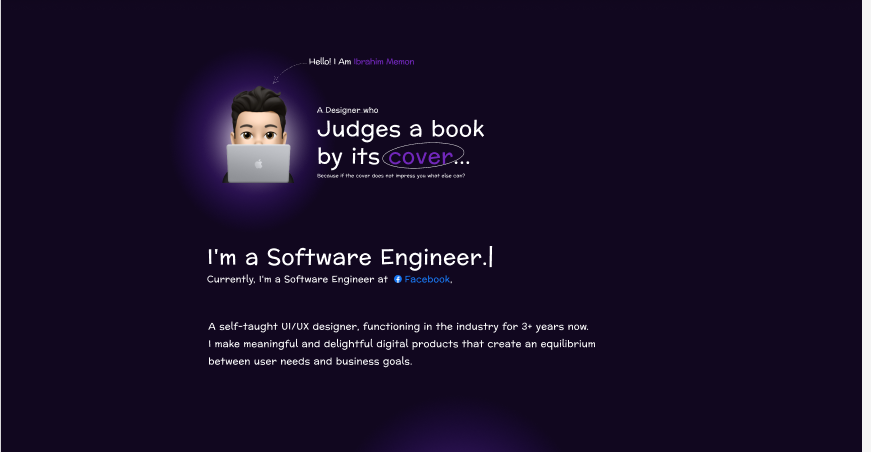 Hello! I Am Ibrahim Memon
A Designer who
Judges a book
by its cover...
Because if the cover does not impress you what else can?
I'm a Software Engineer.|
Currently, I'm a Software Engineer at Facebook,
A self-taught UI/UX designer, functioning in the industry for 3+ years now.
I make meaningful and delightful digital products that create an equilibrium
between user needs and business goals.